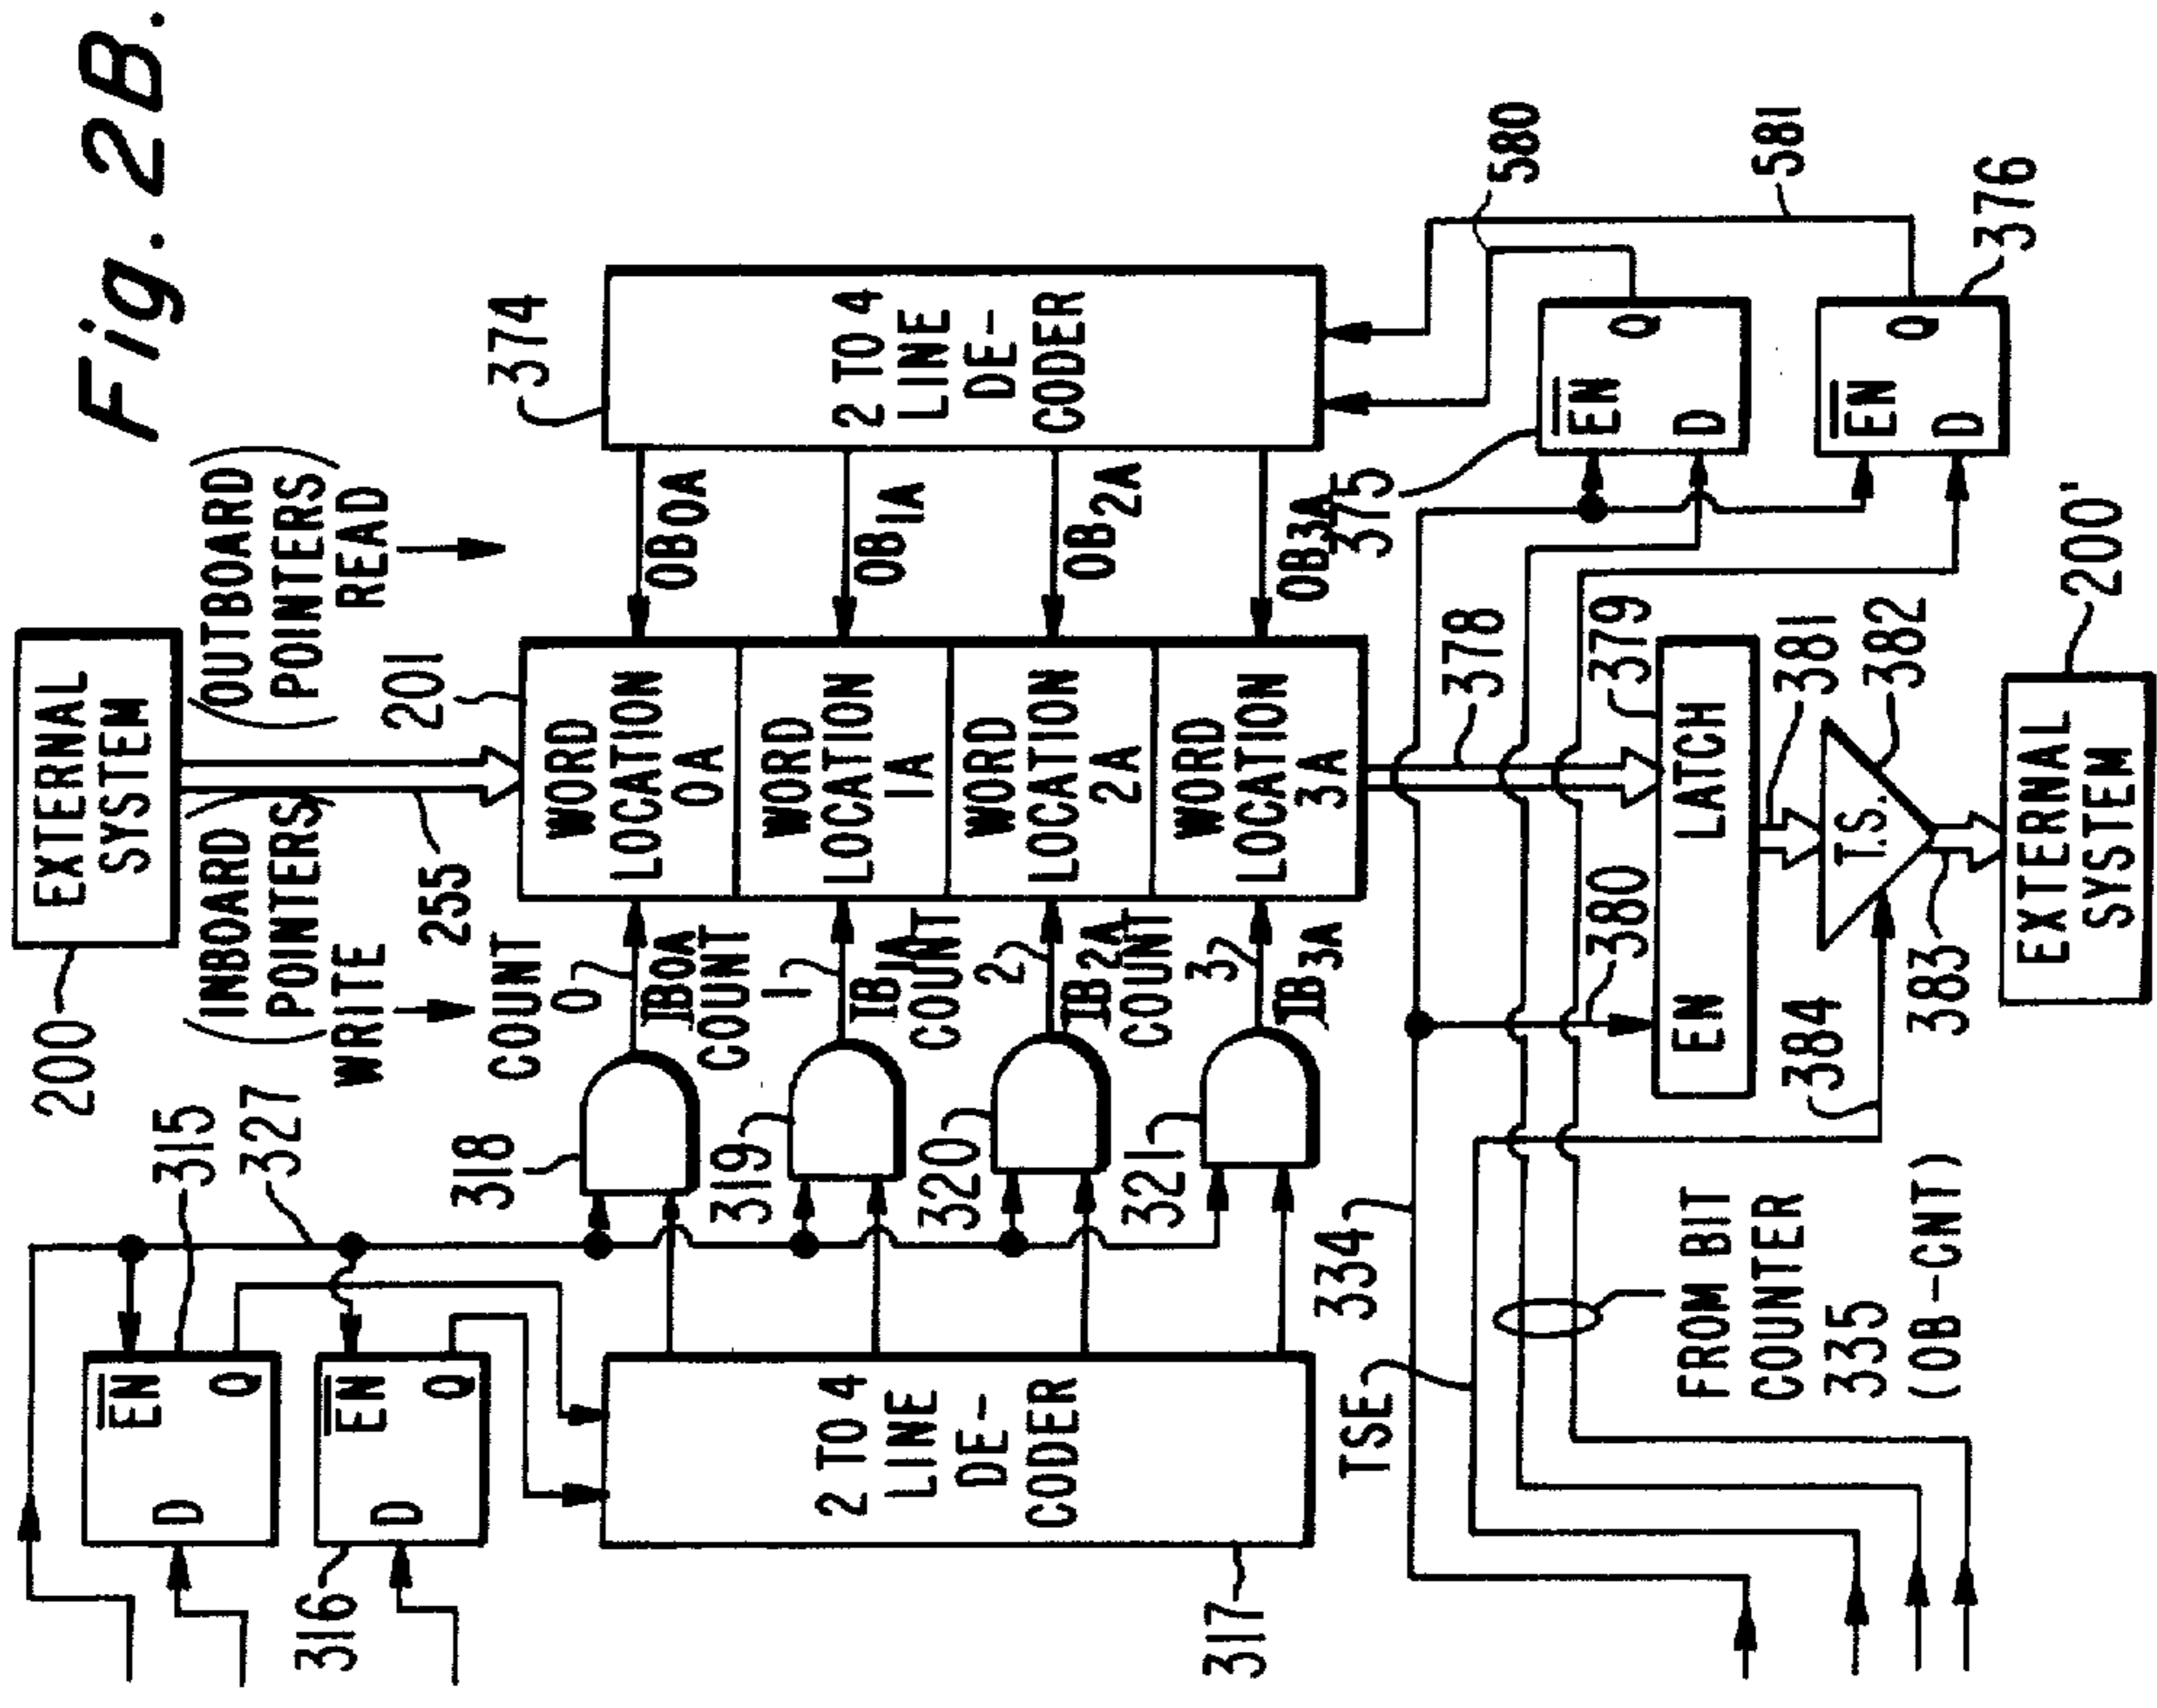 Fig. 2B.
EXTERNAL
SYSTEM
200
(INBOARD
POINTERS)
WRITE
(OUTBOARD
POINTERS)
READ
255
201
315
327
EN
D
Q
316
EN
D
Q
2 TO 4
LINE
DE-
CODER
317
318
319
320
321
COUNT
0
IB0A
COUNT
1
IB1A
COUNT
2
IB2A
COUNT
3
IB3A
WORD
LOCATION
0A
WORD
LOCATION
1A
WORD
LOCATION
2A
WORD
LOCATION
3A
OB0A
OB1A
OB2A
OB3A
374
2 TO 4
LINE
DE-
CODER
580
581
375
EN
D
Q
376
EN
D
Q
334
TSE
378
379
380
EN
LATCH
381
T.S.
382
384
383
FROM BIT
COUNTER
335
(OB-CNT)
EXTERNAL
SYSTEM
200'